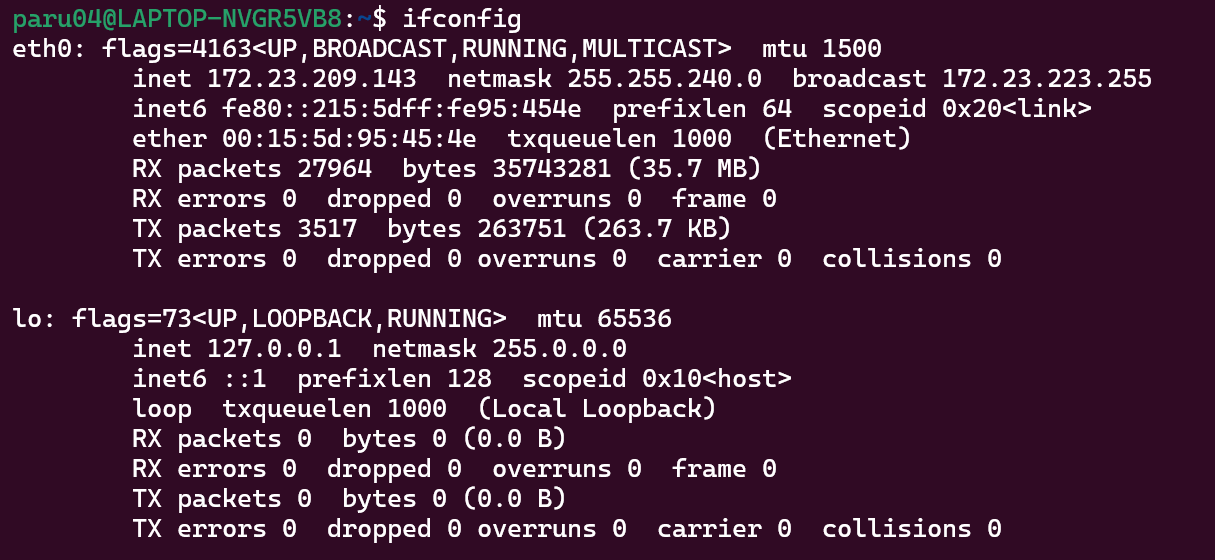 paru04@LAPTOP-NVGR5VB8:~$ ifconfig
eth0: flags=4163<UP,BROADCAST,RUNNING,MULTICAST>  mtu 1500
        inet 172.23.209.143  netmask 255.255.240.0  broadcast 172.23.223.255
        inet6 fe80::215:5dff:fe95:454e  prefixlen 64  scopeid 0x20<link>
        ether 00:15:5d:95:45:4e  txqueuelen 1000  (Ethernet)
        RX packets 27964  bytes 35743281 (35.7 MB)
        RX errors 0  dropped 0  overruns 0  frame 0
        TX packets 3517  bytes 263751 (263.7 KB)
        TX errors 0  dropped 0 overruns 0  carrier 0  collisions 0

lo: flags=73<UP,LOOPBACK,RUNNING>  mtu 65536
        inet 127.0.0.1  netmask 255.0.0.0
        inet6 ::1  prefixlen 128  scopeid 0x10<host>
        loop  txqueuelen 1000  (Local Loopback)
        RX packets 0  bytes 0 (0.0 B)
        RX errors 0  dropped 0  overruns 0  frame 0
        TX packets 0  bytes 0 (0.0 B)
        TX errors 0  dropped 0 overruns 0  carrier 0  collisions 0